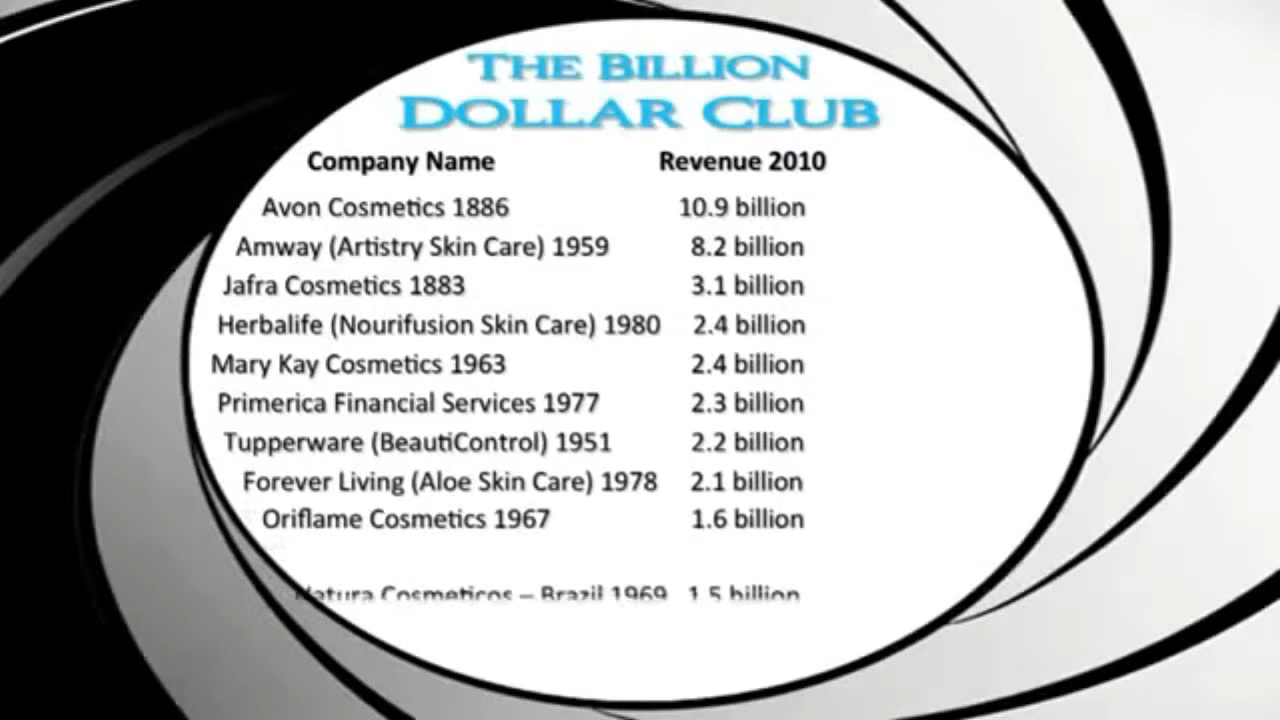 THE BILLION
DOLLAR CLUB
Company Name Revenue 2010
Avon Cosmetics 1886 10.9 billion
Amway (Artistry Skin Care) 1959 8.2 billion
Jafra Cosmetics 1883 3.1 billion
Herbalife (Nourifusion Skin Care) 1980 2.4 billion
Mary Kay Cosmetics 1963 2.4 billion
Primerica Financial Services 1977 2.3 billion
Tupperware (BeautiControl) 1951 2.2 billion
Forever Living (Aloe Skin Care) 1978 2.1 billion
Oriflame Cosmetics 1967 1.6 billion
Natura Cosmeticos – Brazil 1969 1.5 billion